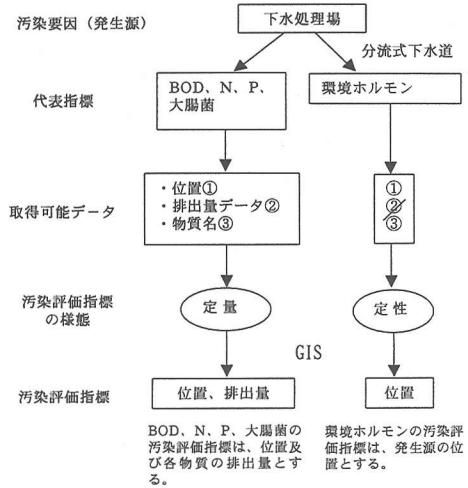 汚染要因（発生源）
下水処理場
分流式下水道
代表指標
BOD、N、P、
大腸菌
環境ホルモン
取得可能データ
・位置①
・排出量データ②
・物質名③
①
②
③
汚染評価指標
の様態
定量
定性
GIS
汚染評価指標
位置、排出量
位置
BOD、N、P、大腸菌の
汚染評価指標は、位置及
び各物質の排出量とす
る。
環境ホルモンの汚染評
価指標は、発生源の位
置とする。